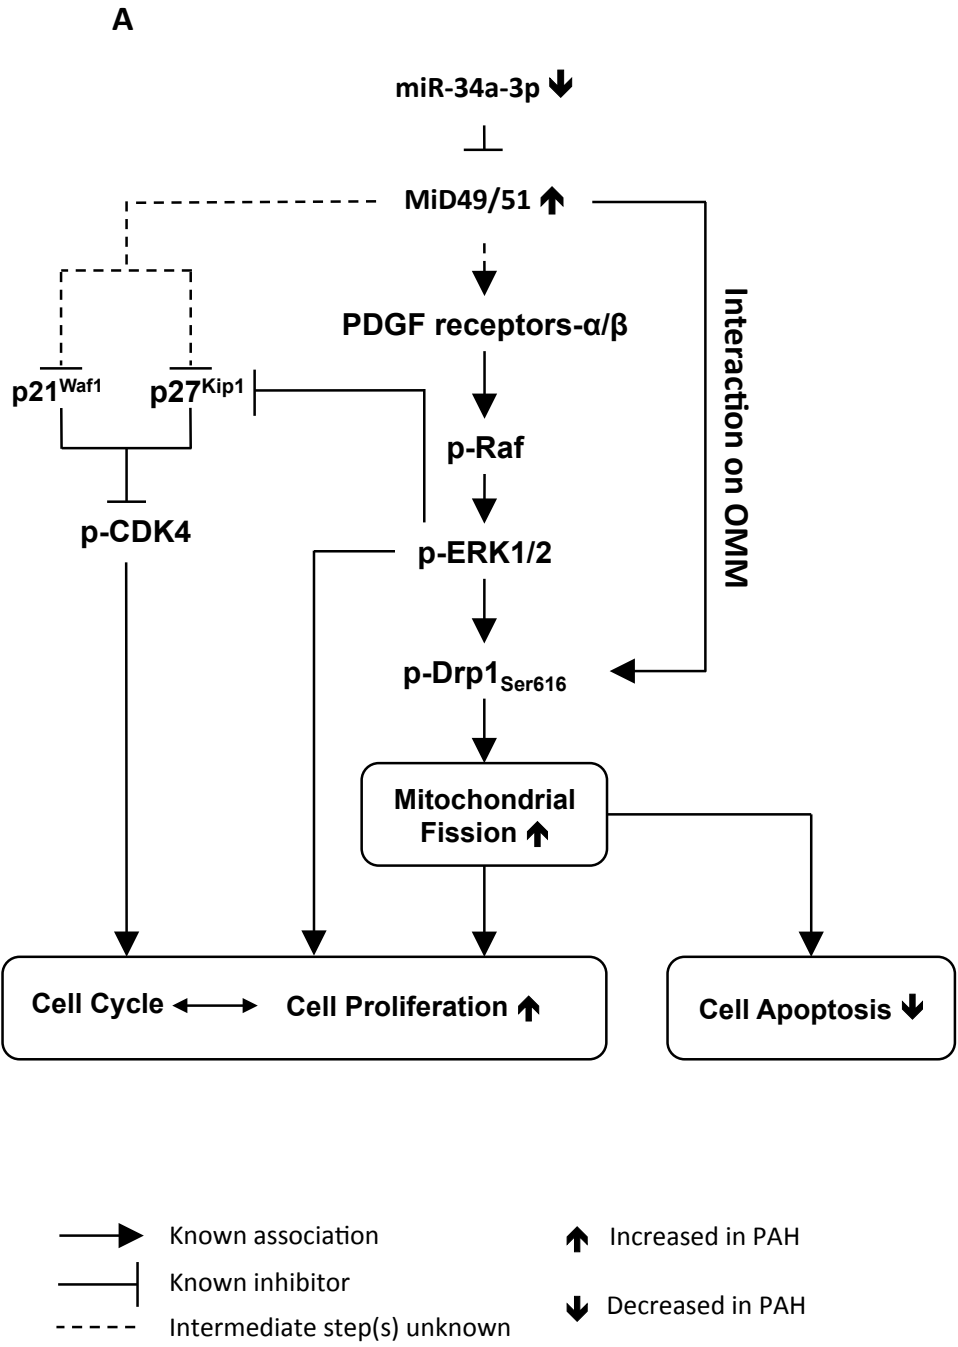 A
miR-34a-3p
MiD49/51
PDGF receptors-α/β
Interaction on OMM
p21Waf1
p27Kip1
p-Raf
p-CDK4
p-ERK1/2
p-Drp1Ser616
Mitochondrial
Fission
Cell Cycle
Cell Proliferation
Cell Apoptosis
Known association
Increased in PAH
Known inhibitor
Decreased in PAH
Intermediate step(s) unknown